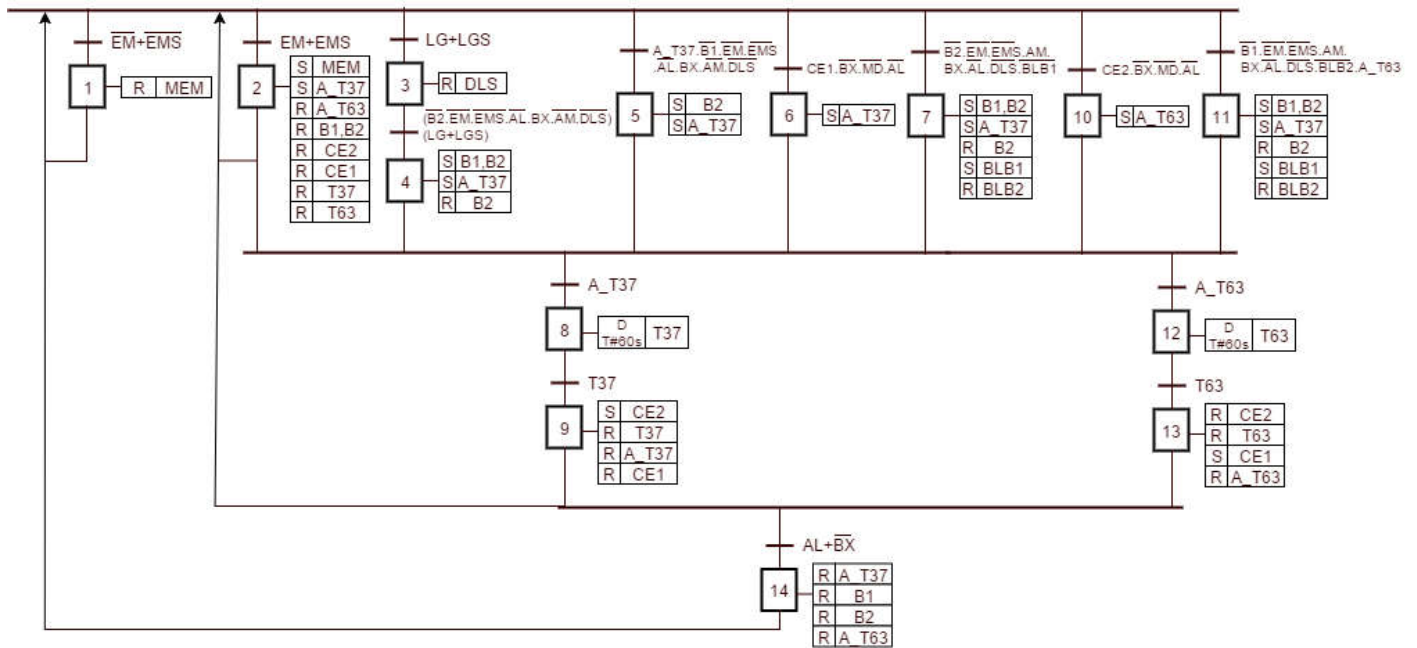 EM+EMS
1
R MEM
EM+EMS
2
S MEM
S A_T37
R A_T63
R B1,B2
R CE2
R CE1
R T37
R T63
LG+LGS
3
R DLS
(B2.EM.EMS.AL.BX.AM.DLS)
(LG+LGS)
4
S B1,B2
S A_T37
R B2
A_T37.B1.EM.EMS
.AL.BX.AM.DLS
5
S B2
S A_T37
CE1.BX.MD.AL
6
S A_T37
B2.EM.EMS.AM.
BX.AL.DLS.BLB1
7
S B1,B2
S A_T37
R B2
S BLB1
R BLB2
CE2.BX.MD.AL
10
S A_T63
B1.EM.EMS.AM.
BX.AL.DLS.BLB2.A_T63
11
S B1,B2
S A_T37
R B2
S BLB1
R BLB2
A_T37
8
D
T#60s T37
T37
9
S CE2
R T37
R A_T37
R CE1
A_T63
12
D
T#60s T63
T63
13
R CE2
R T63
S CE1
R A_T63
AL+BX
14
R A_T37
R B1
R B2
R A_T63